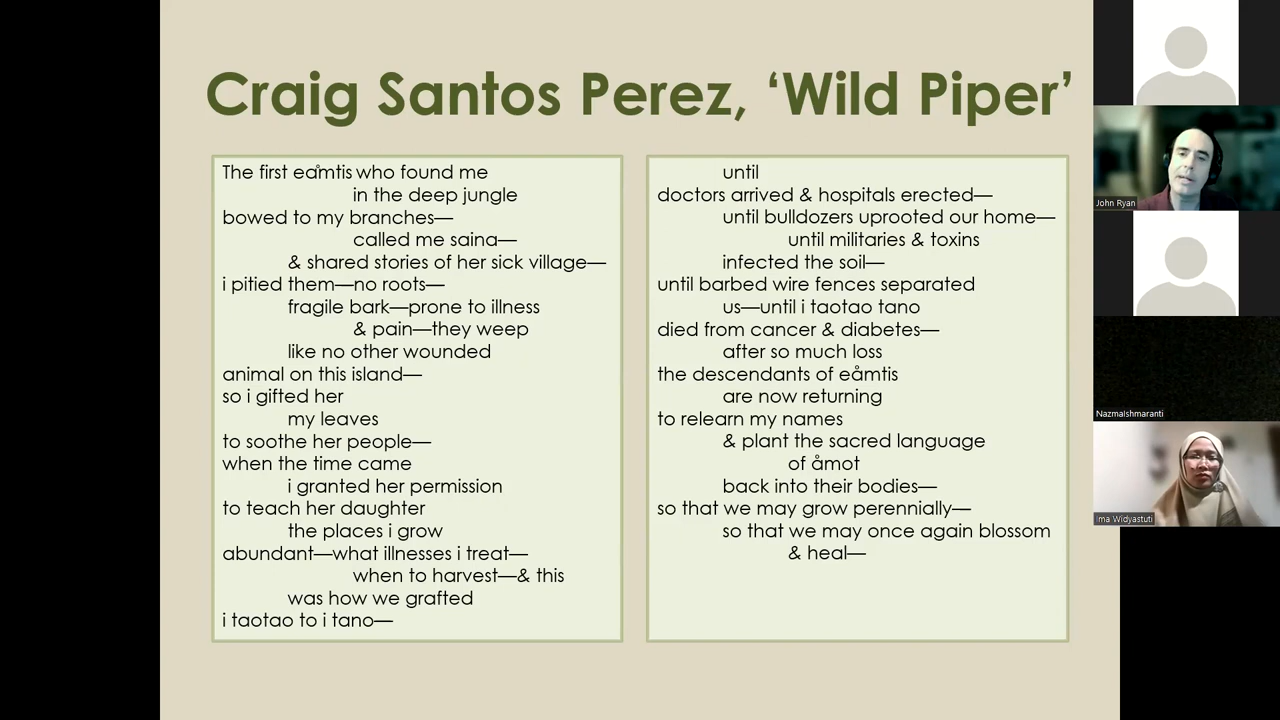 Craig Santos Perez, ‘Wild Piper’
The first eåmtis who found me
in the deep jungle
bowed to my branches—
called me saina—
& shared stories of her sick village—
i pitied them—no roots—
fragile bark—prone to illness
& pain—they weep
like no other wounded
animal on this island—
so i gifted her
my leaves
to soothe her people—
when the time came
i granted her permission
to teach her daughter
the places i grow
abundant—what illnesses i treat—
when to harvest—& this
was how we grafted
i taotao to i tano—
until
doctors arrived & hospitals erected—
until bulldozers uprooted our home—
until militaries & toxins
infected the soil—
until barbed wire fences separated
us—until i taotao tano
died from cancer & diabetes—
after so much loss
the descendants of eåmtis
are now returning
to relearn my names
& plant the sacred language
of åmot
back into their bodies—
so that we may grow perennially—
so that we may once again blossom
& heal—
John Ryan
NazmaIshmaranti
Ima Widyastuti